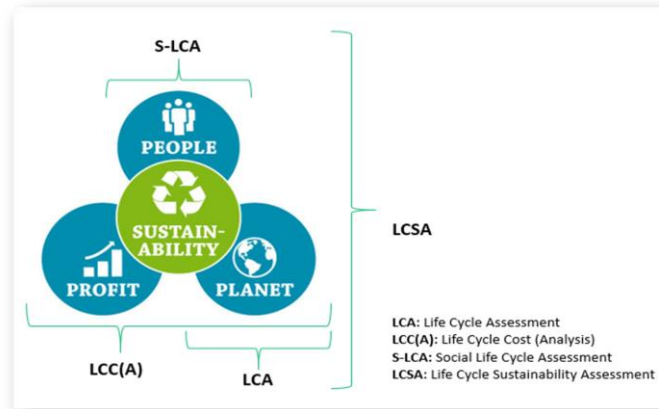 S-LCA
PEOPLE
SUSTAIN-
ABILITY
PROFIT
PLANET
LCC(A)
LCA
LCSA
LCA: Life Cycle Assessment
LCC(A): Life Cycle Cost (Analysis)
S-LCA: Social Life Cycle Assessment
LCSA: Life Cycle Sustainability Assessment